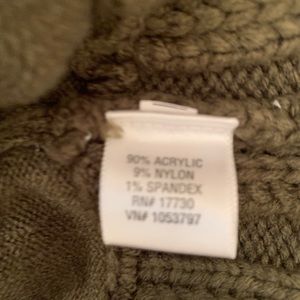 90% ACRYLIC
9% NYLON
1% SPANDEX
RN# 17730
VN# 1053797